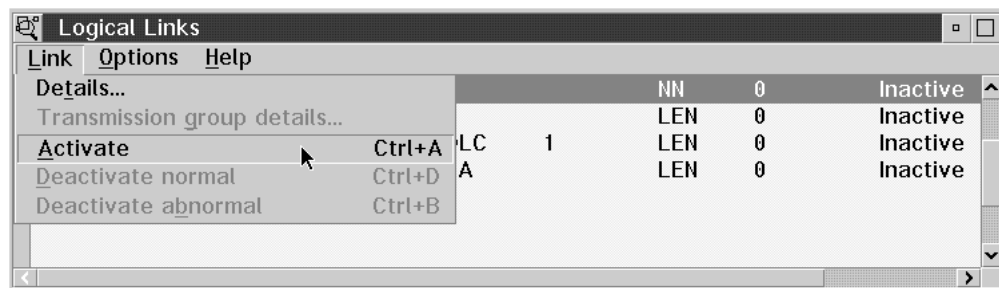 Logical Links
Link Options Help
Details... NN 0 Inactive
Transmission group details... LEN 0 Inactive
Activate Ctrl+A LC 1 LEN 0 Inactive
Deactivate normal Ctrl+D A LEN 0 Inactive
Deactivate abnormal Ctrl+B